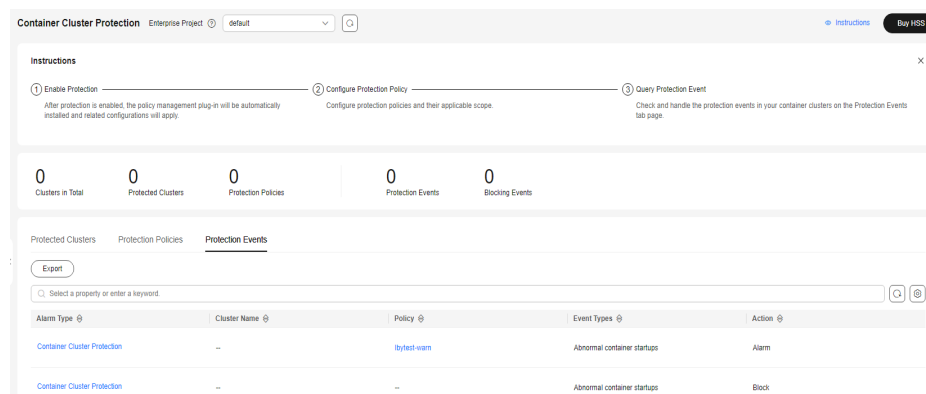 Container Cluster Protection Enterprise Project ? default Instructions Buy HSS
Instructions
1 Enable Protection 2 Configure Protection Policy 3 Query Protection Event
After protection is enabled, the policy management plug-in will be automatically Configure protection policies and their applicable scope. Check and handle the protection events in your container clusters on the Protection Events
installed and related configurations will apply. tab page.
0 0 0 0 0
Clusters in Total Protected Clusters Protection Policies Protection Events Blocking Events
Protected Clusters Protection Policies Protection Events
Export
Select a property or enter a keyword.
Alarm Type Cluster Name Policy Event Types Action
Container Cluster Protection -- lbytest-warn Abnormal container startups Alarm
Container Cluster Protection -- -- Abnormal container startups Block